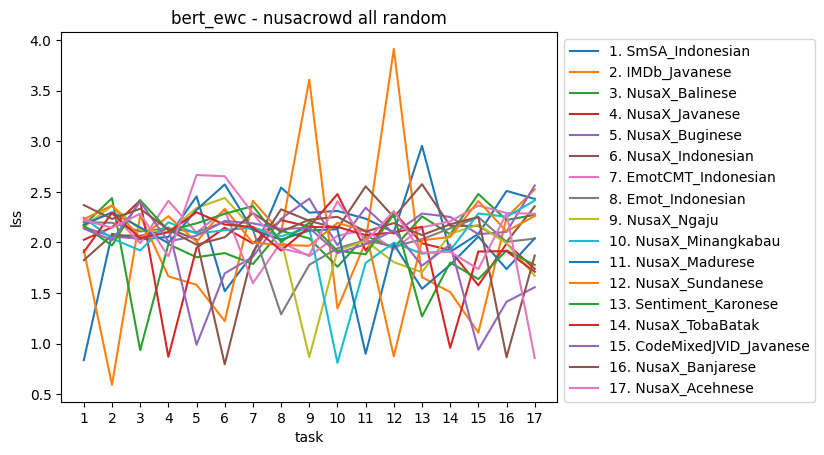 bert_ewc - nusacrowd all random
4.0
3.5
3.0
2.5
2.0
1.5
1.0
0.5
lss
1 2 3 4 5 6 7 8 9 10 11 12 13 14 15 16 17
task
1. SmSA_Indonesian
2. IMDb_Javanese
3. NusaX_Balinese
4. NusaX_Javanese
5. NusaX_Buginese
6. NusaX_Indonesian
7. EmotCMT_Indonesian
8. Emot_Indonesian
9. NusaX_Ngaju
10. NusaX_Minangkabau
11. NusaX_Madurese
12. NusaX_Sundanese
13. Sentiment_Karonese
14. NusaX_TobaBatak
15. CodeMixedJVID_Javanese
16. NusaX_Banjarese
17. NusaX_Acehnese